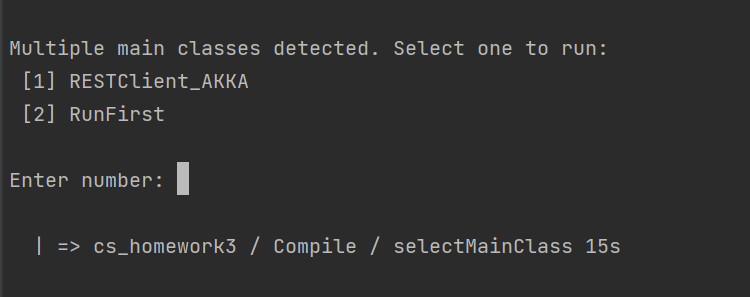 Multiple main classes detected. Select one to run:
[1] RESTClient_AKKA
[2] RunFirst
Enter number:
| => cs_homework3 / Compile / selectMainClass 15s